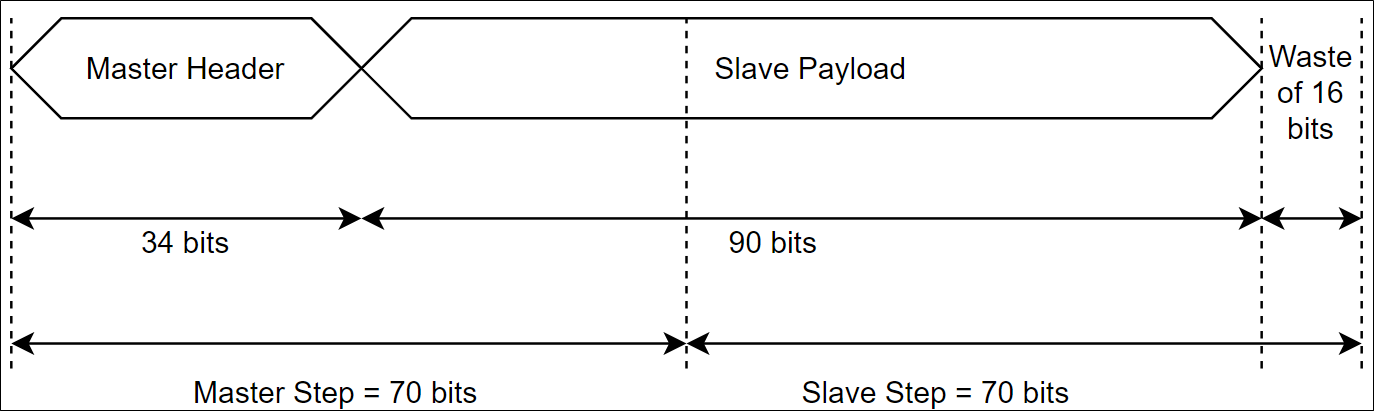 Master Header
Slave Payload
Waste
of 16
bits
34 bits
90 bits
Master Step = 70 bits
Slave Step = 70 bits